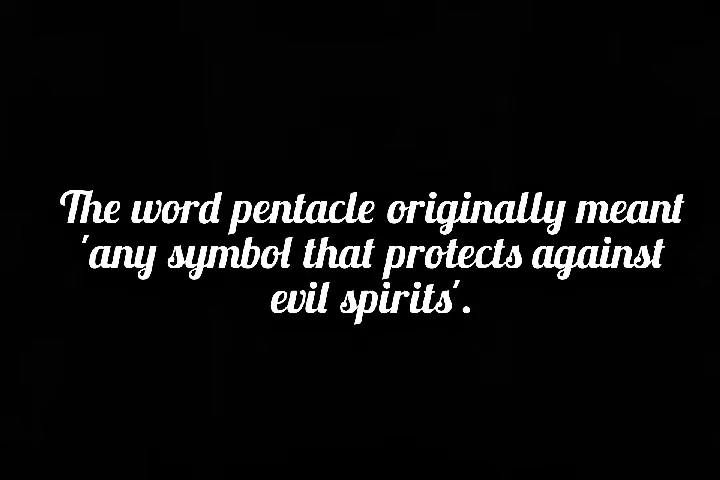 The word pentacle originally meant
'any symbol that protects against
evil spirits'.